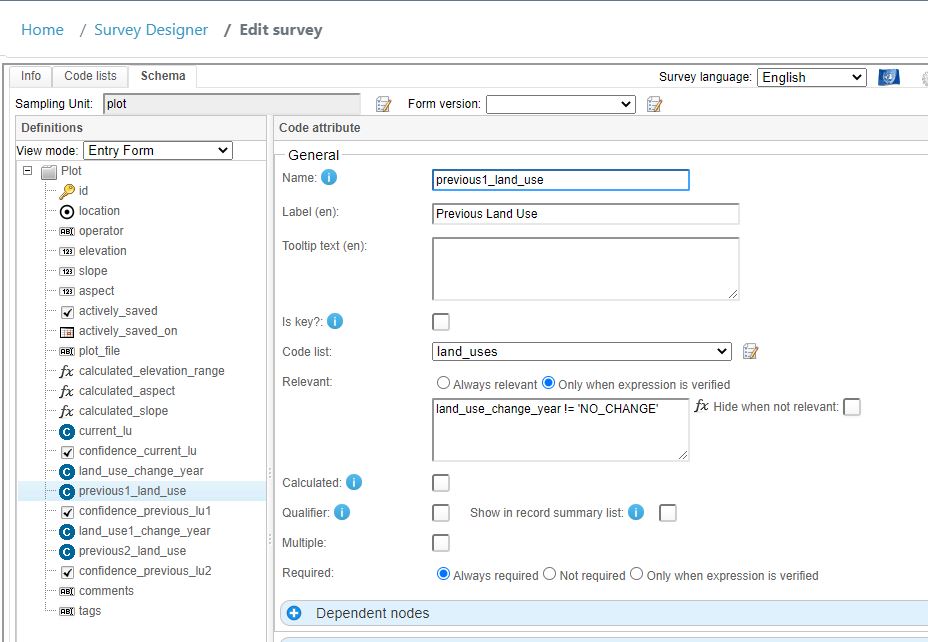 Home / Survey Designer / Edit survey
Info Code lists Schema Survey language: English
Sampling Unit: plot Form version:
Definitions
View mode: Entry Form
Plot
id
location
operator
elevation
slope
aspect
actively_saved
actively_saved_on
plot_file
calculated_elevation_range
calculated_aspect
calculated_slope
current_lu
confidence_current_lu
land_use_change_year
previous1_land_use
confidence_previous_lu1
land_use1_change_year
previous2_land_use
confidence_previous_lu2
comments
tags
Code attribute
General
Name: previous1_land_use
Label (en): Previous Land Use
Tooltip text (en):
Is key?:
Code list: land_uses
Relevant: Always relevant Only when expression is verified
land_use_change_year != 'NO_CHANGE' fx Hide when not relevant:
Calculated:
Qualifier: Show in record summary list:
Multiple:
Required: Always required Not required Only when expression is verified
Dependent nodes